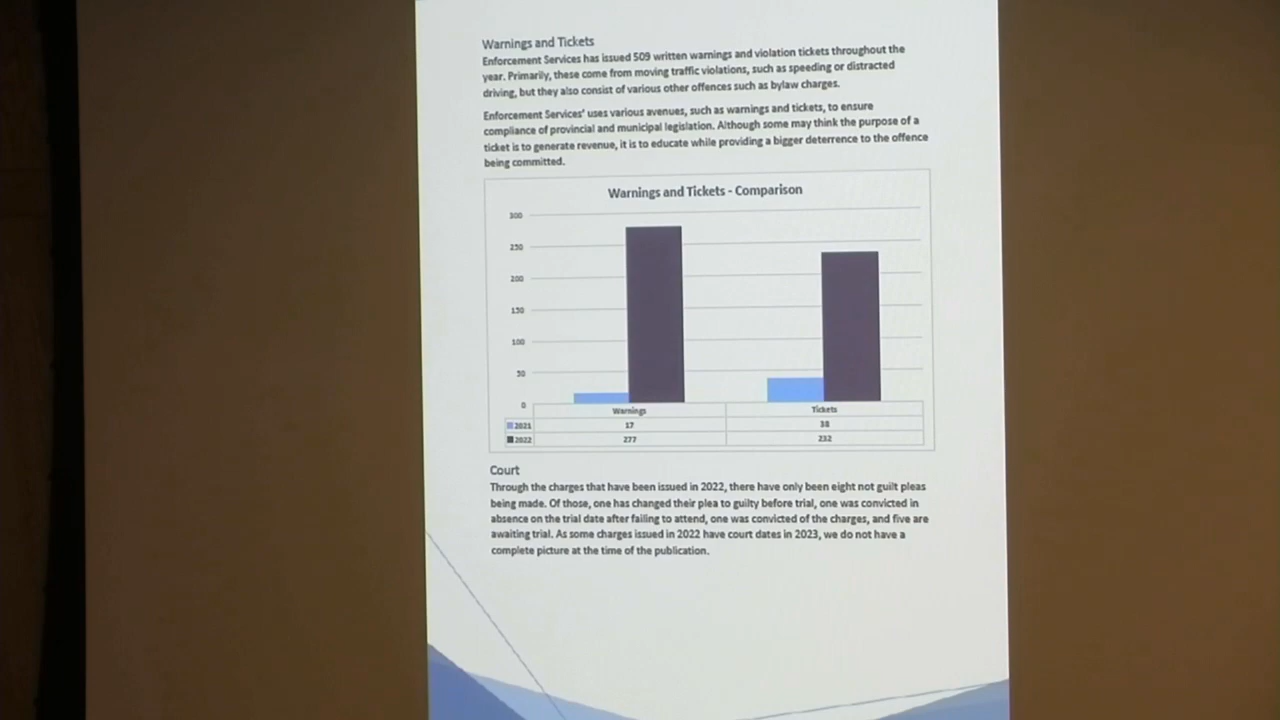 Warnings and Tickets
Enforcement Services has issued 509 written warnings and violation tickets throughout the
year. Primarily, these come from moving traffic violations, such as speeding or distracted
driving, but they also consist of various other offences such as bylaw charges.
Enforcement Services' uses various avenues, such as warnings and tickets, to ensure
compliance of provincial and municipal legislation. Although some may think the purpose of a
ticket is to generate revenue, it is to educate while providing a bigger deterrence to the offence
being committed.
Warnings and Tickets - Comparison
300
250
200
150
100
50
0
Warnings Tickets
2021 17 38
2022 277 232
Court
Through the charges that have been issued in 2022, there have only been eight not guilt pleas
being made. Of those, one has changed their plea to guilty before trial, one was convicted in
absence on the trial date after failing to attend, one was convicted of the charges, and five are
awaiting trial. As some charges issued in 2022 have court dates in 2023, we do not have a
complete picture at the time of the publication.